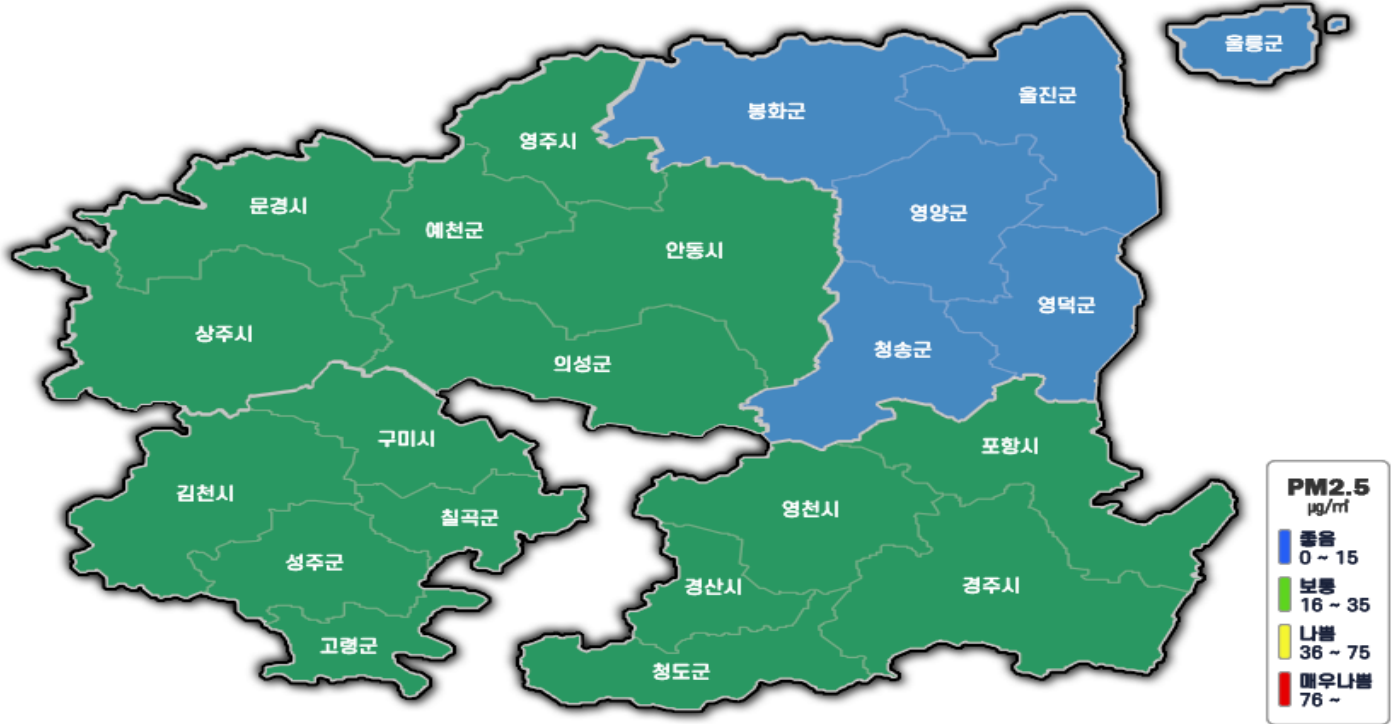 울릉군
울진군
봉화군
영주시
문경시
영양군
예천군
안동시
영덕군
상주시
청송군
의성군
구미시
포항시
김천시
영천시
칠곡군
성주군
경산시
경주시
고령군
청도군
PM2.5
μg/㎥
좋음
0 ~ 15
보통
16 ~ 35
나쁨
36 ~ 75
매우나쁨
76 ~